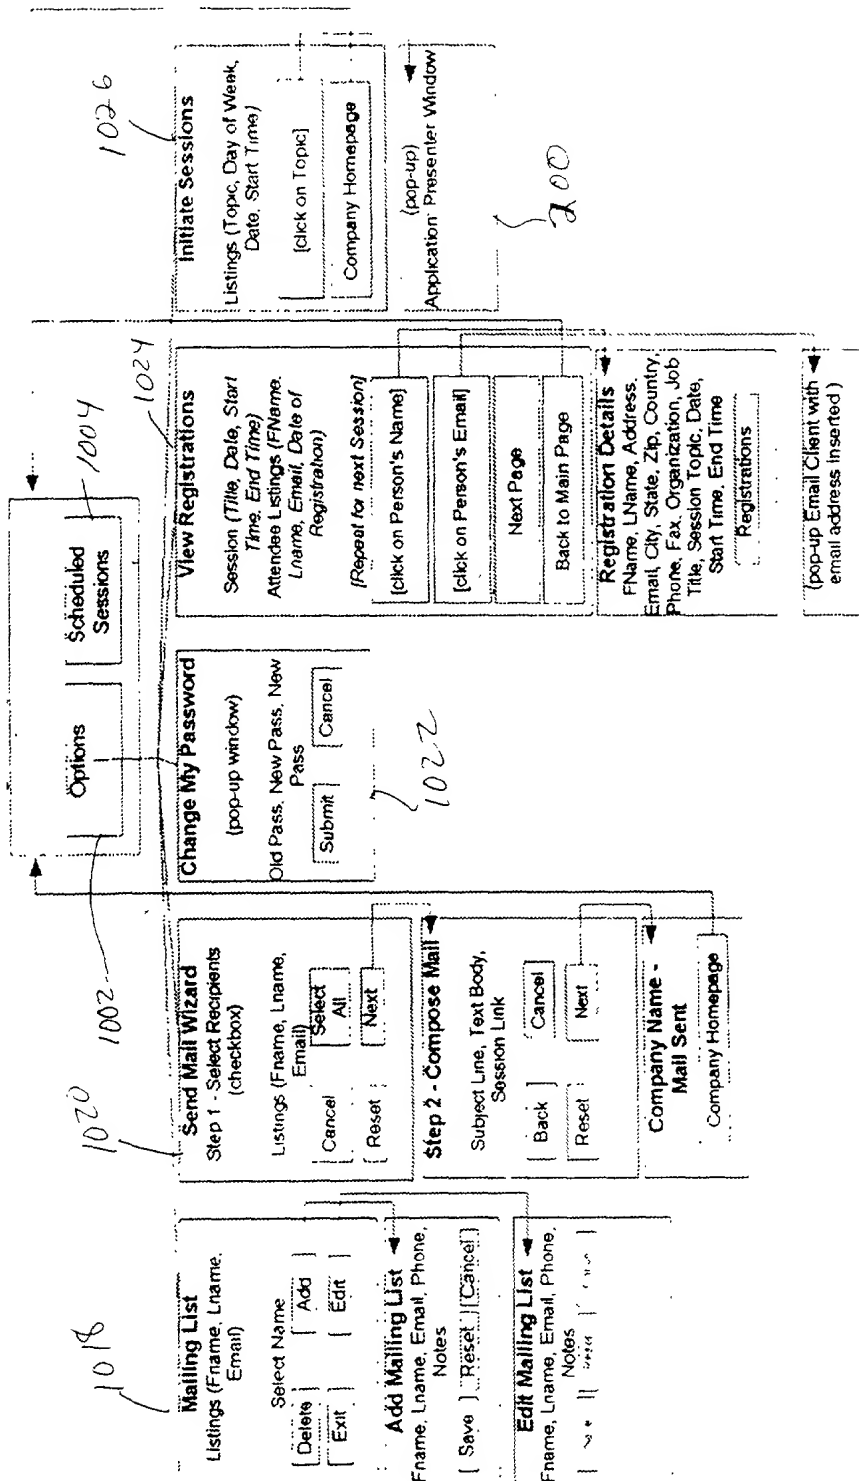 Options
Scheduled
Sessions
1002
1004
1018
Mailing List
Listings (Fname, Lname,
Email)
Select Name
[ Delete ]
[ Add ]
[ Exit ]
[ Edit ]
Add Mailing List
Fname, Lname, Email, Phone,
Notes
[ Save ] [ Reset ] [ Cancel ]
Edit Mailing List
Fname, Lname, Email, Phone,
Notes
1020
Send Mail Wizard
Step 1 - Select Recipients
(checkbox)
Listings (Fname, Lname,
Email)
Cancel
Select
All
Reset
Next
Step 2 - Compose Mail
Subject Line, Text Body,
Session Link
Back
Cancel
Reset
Next
Company Name -
Mail Sent
Company Homepage
Change My Password
(pop-up window)
Old Pass, New Pass, New
Pass
Submit
Cancel
1022
1024
View Registrations
Session (Title, Date, Start
Time, End Time)
Attendee Listings (FName,
Lname, Email, Date of
Registration)
[Repeat for next Session]
[click on Person's Name]
[click on Person's Email]
Next Page
Back to Main Page
Registration Details
FName, LName, Address,
Email, City, State, Zip, Country,
Phone, Fax, Organization, Job
Title, Session Topic, Date,
Start Time, End Time
Registrations
(pop-up Email Client with
email address inserted)
1026
Initiate Sessions
Listings (Topic, Day of Week,
Date, Start Time)
[click on Topic]
Company Homepage
(pop-up)
Application: Presenter Window
200